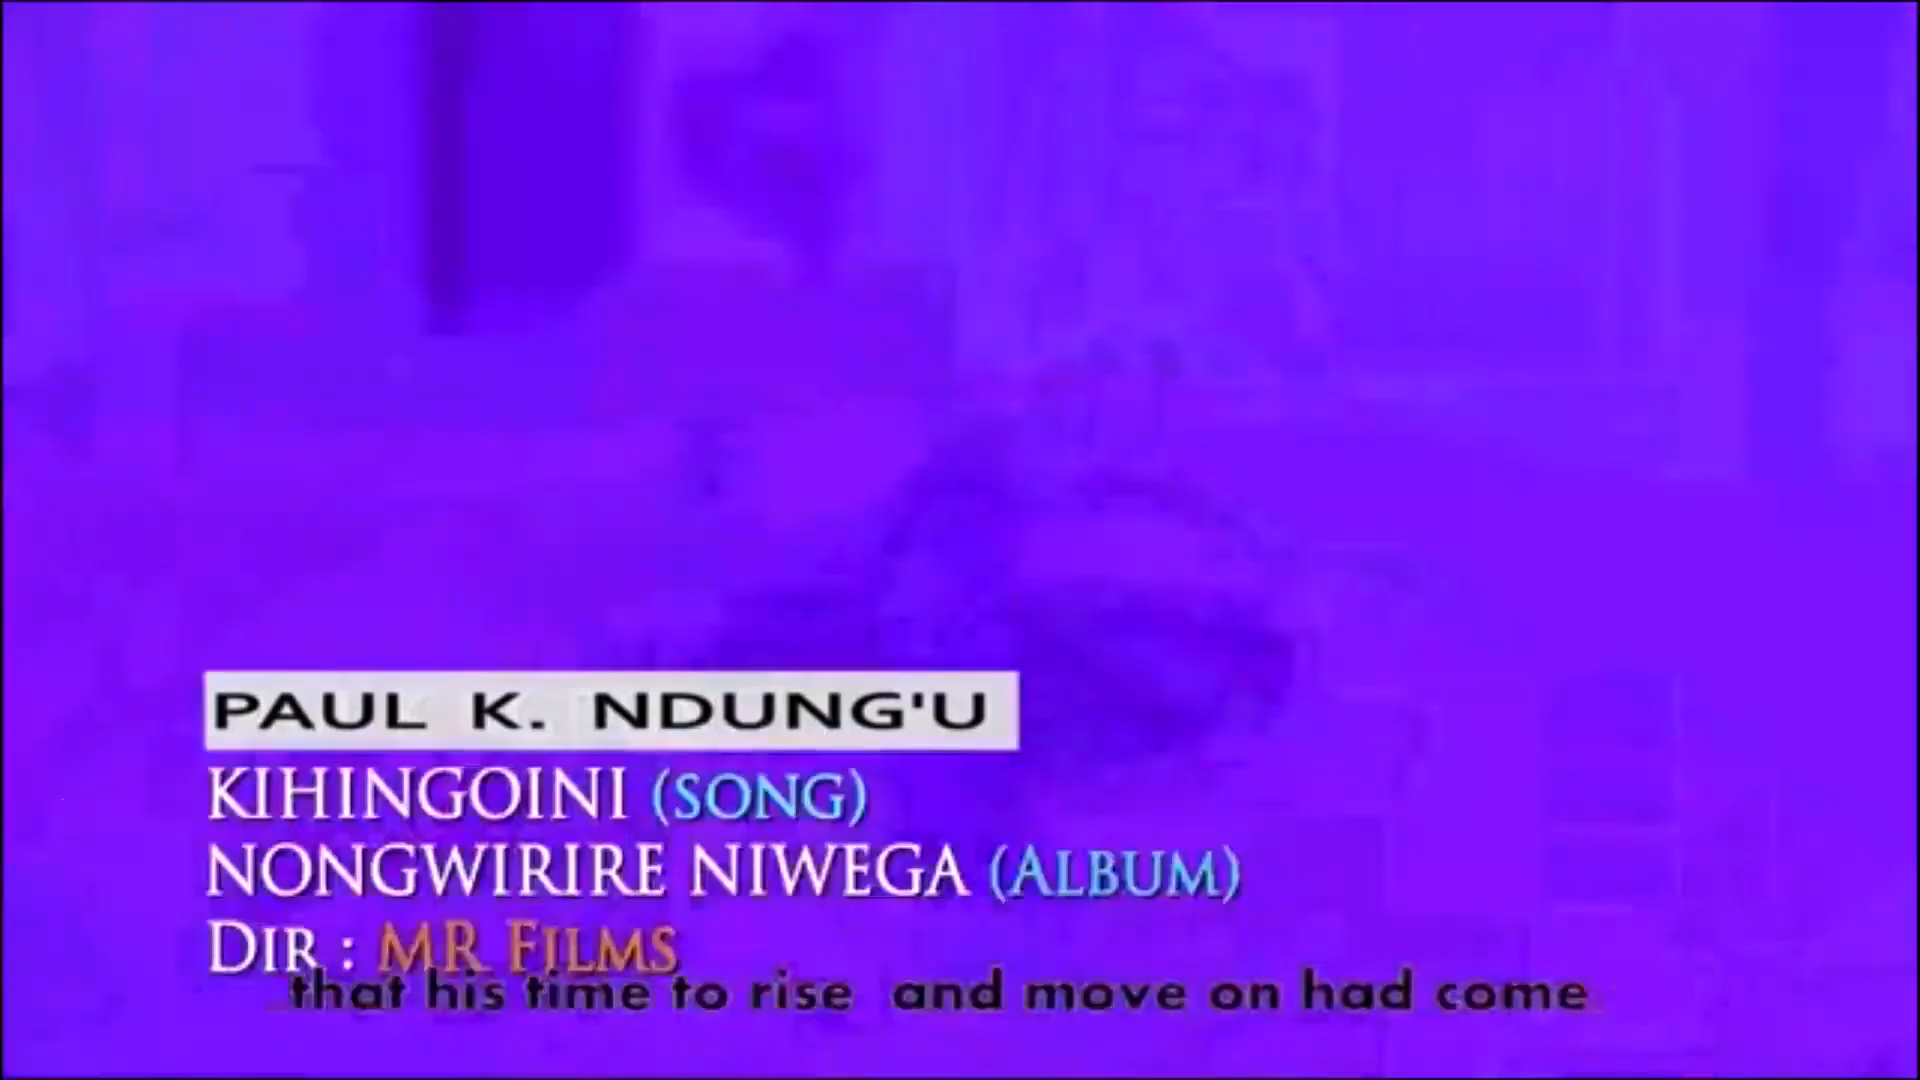 PAUL K. NDUNG'U
KIHINGOINI (SONG)
NONGWIRIRE NIWEGA (ALBUM)
DIR : MR FILMS
that his time to rise and move on had come